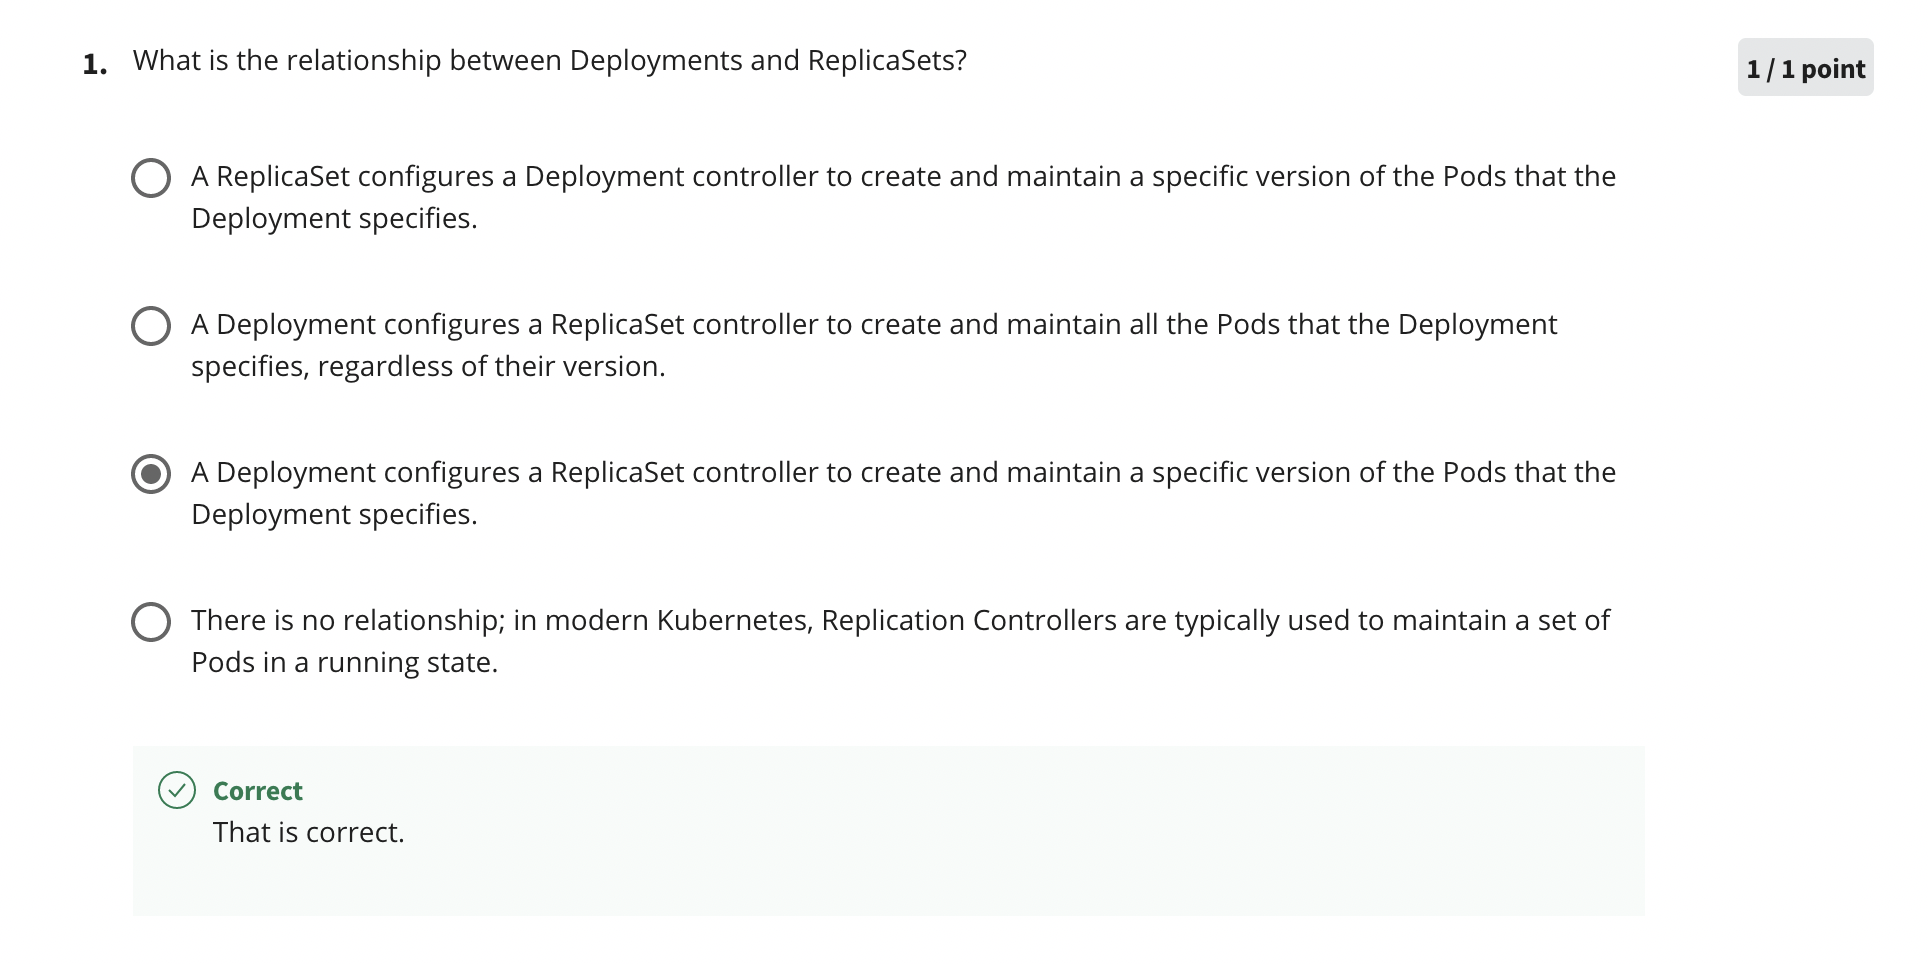 1. What is the relationship between Deployments and ReplicaSets?
1 / 1 point
A ReplicaSet configures a Deployment controller to create and maintain a specific version of the Pods that the
Deployment specifies.
A Deployment configures a ReplicaSet controller to create and maintain all the Pods that the Deployment
specifies, regardless of their version.
A Deployment configures a ReplicaSet controller to create and maintain a specific version of the Pods that the
Deployment specifies.
There is no relationship; in modern Kubernetes, Replication Controllers are typically used to maintain a set of
Pods in a running state.
Correct
That is correct.